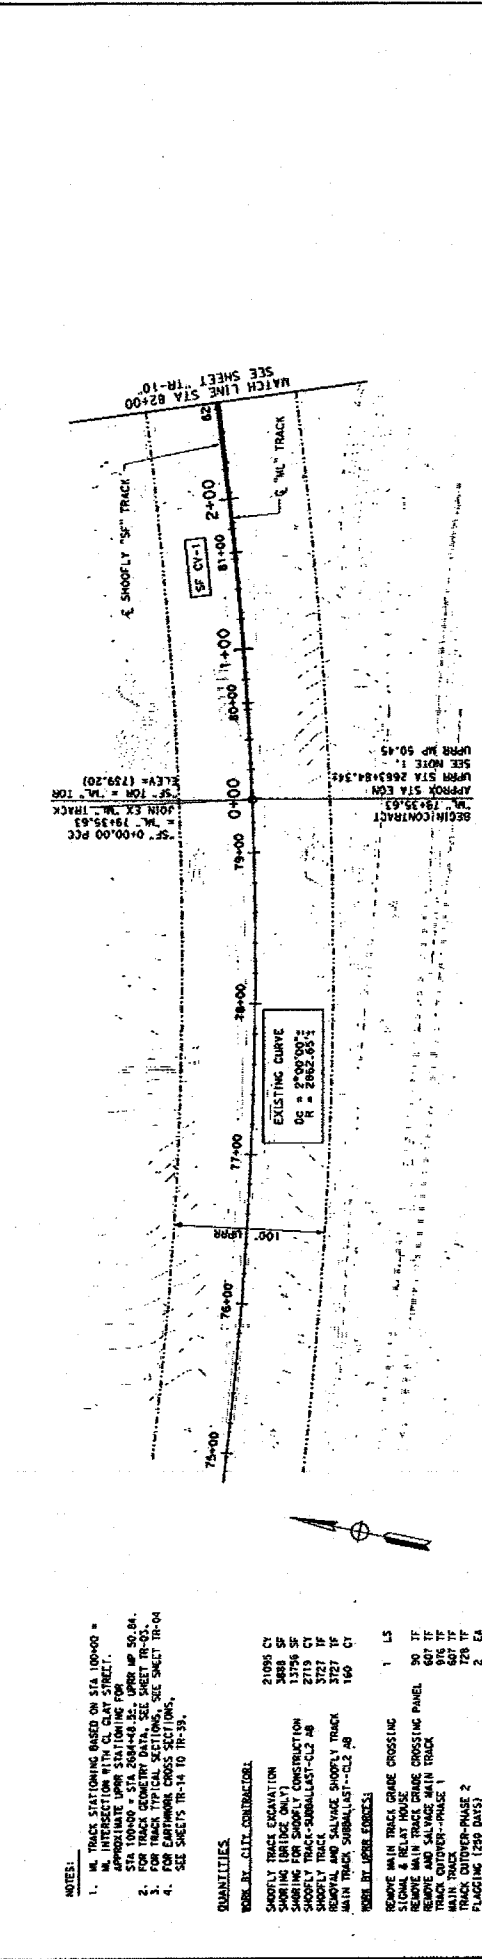 NOTES:
1. ML TRACK STATIONING BASED ON STA 100+00 =
ML INTERSECTION WITH CL CLAY STREET.
APPROXIMATE UPRR STATIONING FOR
STA 100+00 = STA 2684+48.5±, UPRR MP 50.84.
2. FOR TRACK GEOMETRY DATA, SEE SHEET TR-03.
3. FOR TRACK TYPICAL SECTIONS, SEE SHEET TR-04
4. FOR EARTHWORK CROSS SECTIONS,
SEE SHEETS TR-14 TO TR-39.
QUANTITIES
WORK BY CITY CONTRACTOR:
SHOOFLY TRACK EXCAVATION 21095 CY
SHORING (BRIDGE ONLY) 3888 SF
SHORING FOR SHOOFLY CONSTRUCTION 13756 SF
SHOOFLY TRACK-SUBBALLAST-CL2 AB 2719 CY
SHOOFLY TRACK 3727 TF
REMOVAL AND SALVAGE SHOOFLY TRACK 3727 TF
MAIN TRACK SUBBALLAST--CL2 AB 160 CY
WORK BY UPRR FORCES:
REMOVE MAIN TRACK GRADE CROSSING
SIGNAL & RELAY HOUSE 1 LS
REMOVE MAIN TRACK GRADE CROSSING PANEL 90 TF
REMOVE AND SALVAGE MAIN TRACK 607 TF
TRACK CUTOVER--PHASE 1 976 TF
MAIN TRACK 607 TF
TRACK CUTOVER-PHASE 2 728 TF
FLAGGING (250 DAYS) 2 EA
75+00
76+00
100' UPRR
77+00
78+00
EXISTING CURVE
Dc = 2°00'00"±
R = 2862.65'±
79+00
0+00
"SF" 0+00.00 PCC
= "ML" 79+35.63
JOIN EX "ML" TRACK
"SF" TOR = "ML" TOR
ELEV= (759.20)
BEGIN CONTRACT
"ML" 79+35.63
APPROX STA EQN
UPRR STA 2663+84.34±
SEE NOTE 1.
UPRR MP 50.45
80+00
1+00
81+00
2+00
SF CV-1
℄ SHOOFLY "SF" TRACK
℄ "ML" TRACK
82
MATCH LINE STA 82+00
SEE SHEET "TR-10"